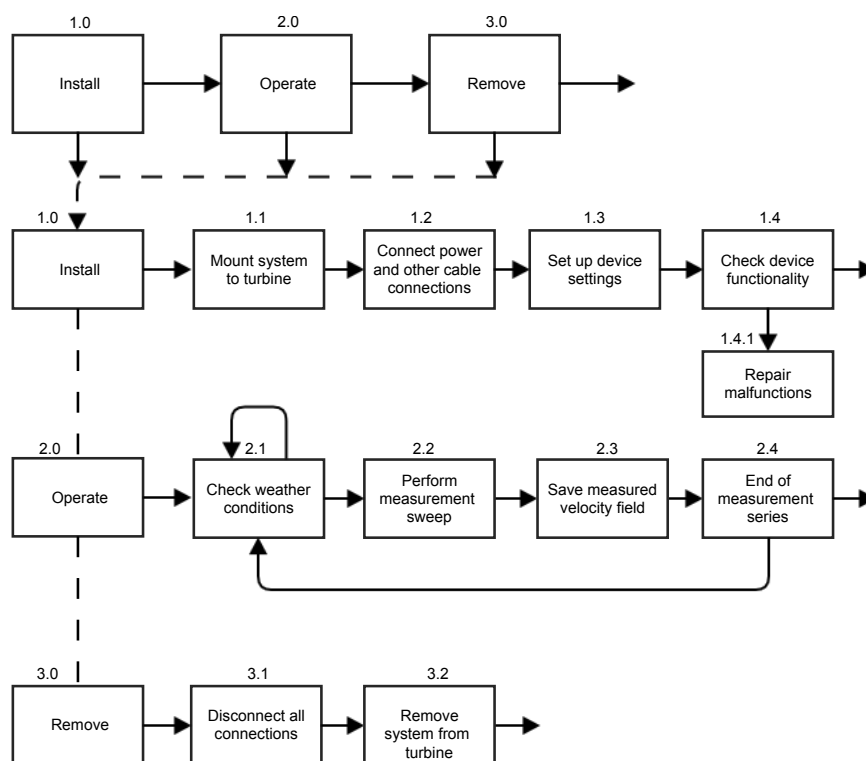 1.0
2.0
3.0
Install
Operate
Remove
1.0
1.1
1.2
1.3
1.4
Install
Mount system
to turbine
Connect power
and other cable
connections
Set up device
settings
Check device
functionality
1.4.1
Repair
malfunctions
2.0
2.1
2.2
2.3
2.4
Operate
Check weather
conditions
Perform
measurement
sweep
Save measured
velocity field
End of
measurement
series
3.0
3.1
3.2
Remove
Disconnect all
connections
Remove
system from
turbine